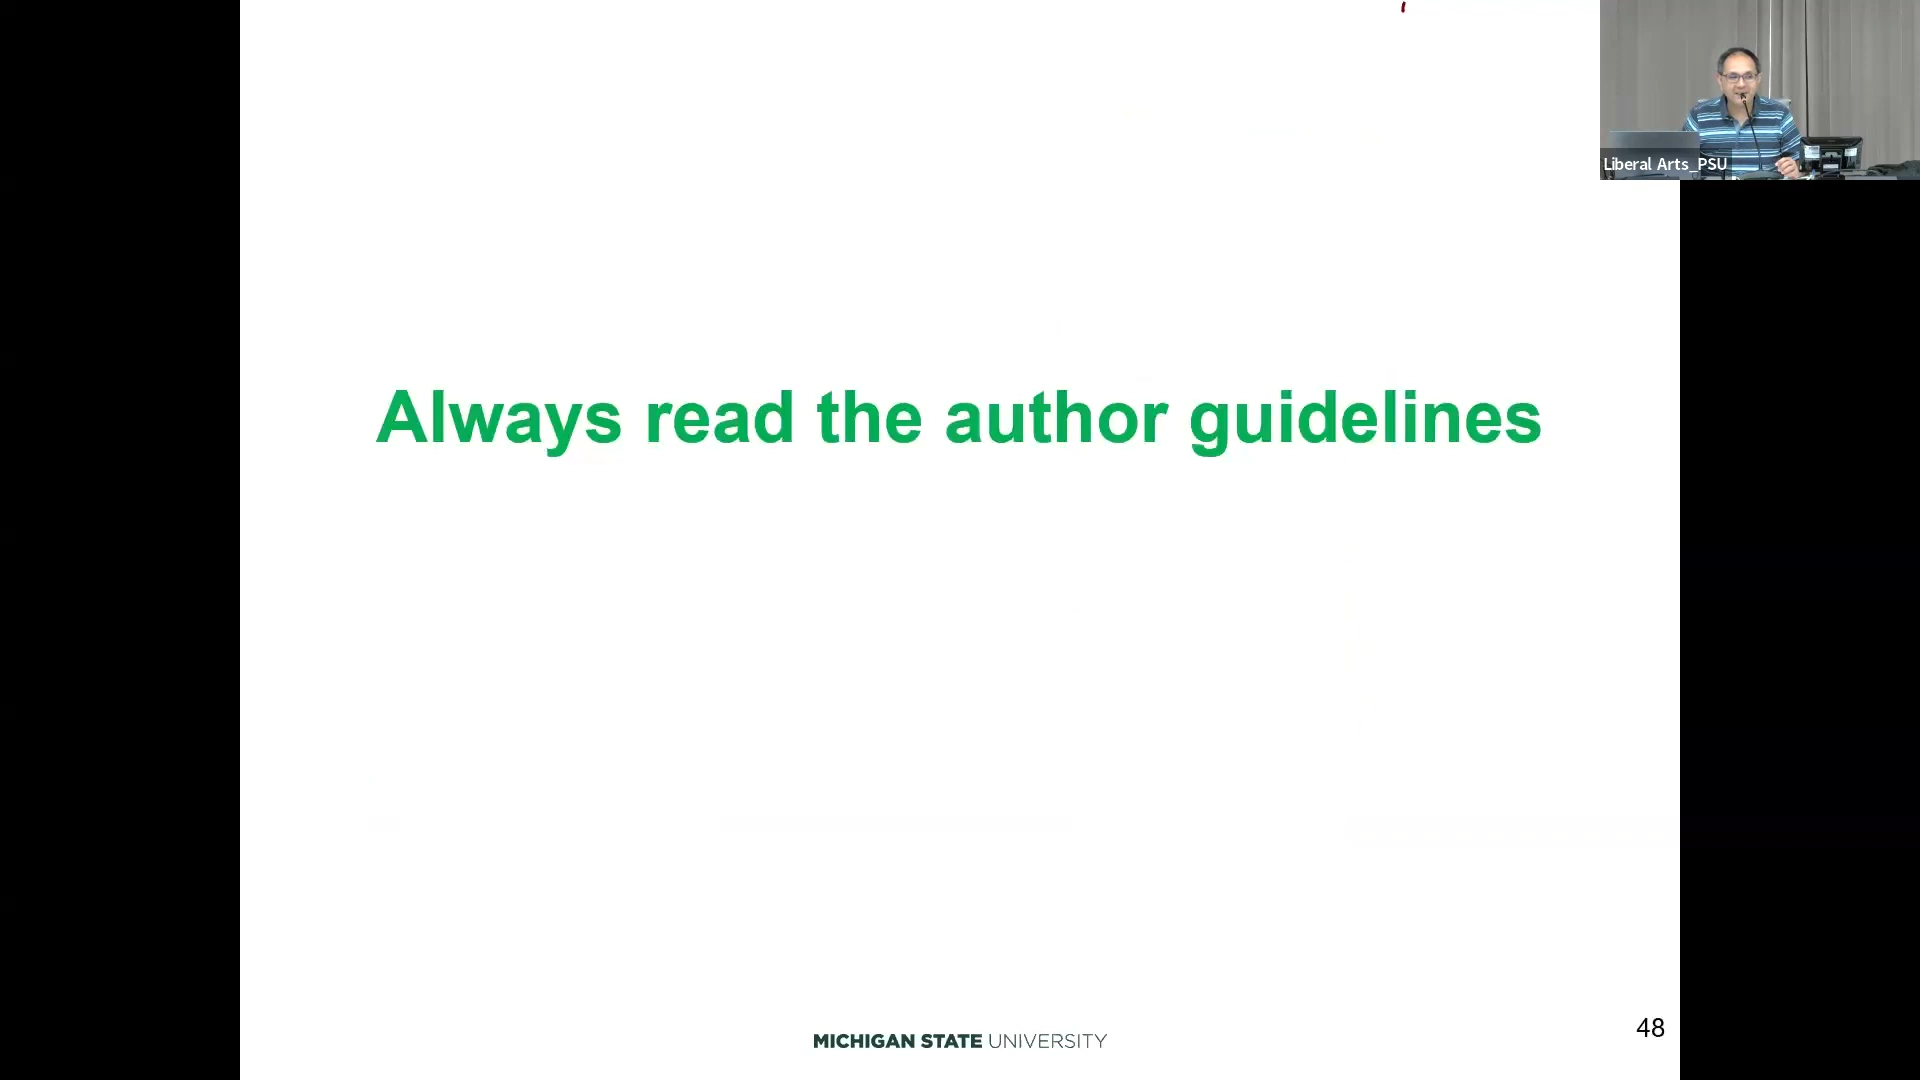 Liberal Arts_PSU
Always read the author guidelines
MICHIGAN STATE UNIVERSITY
48